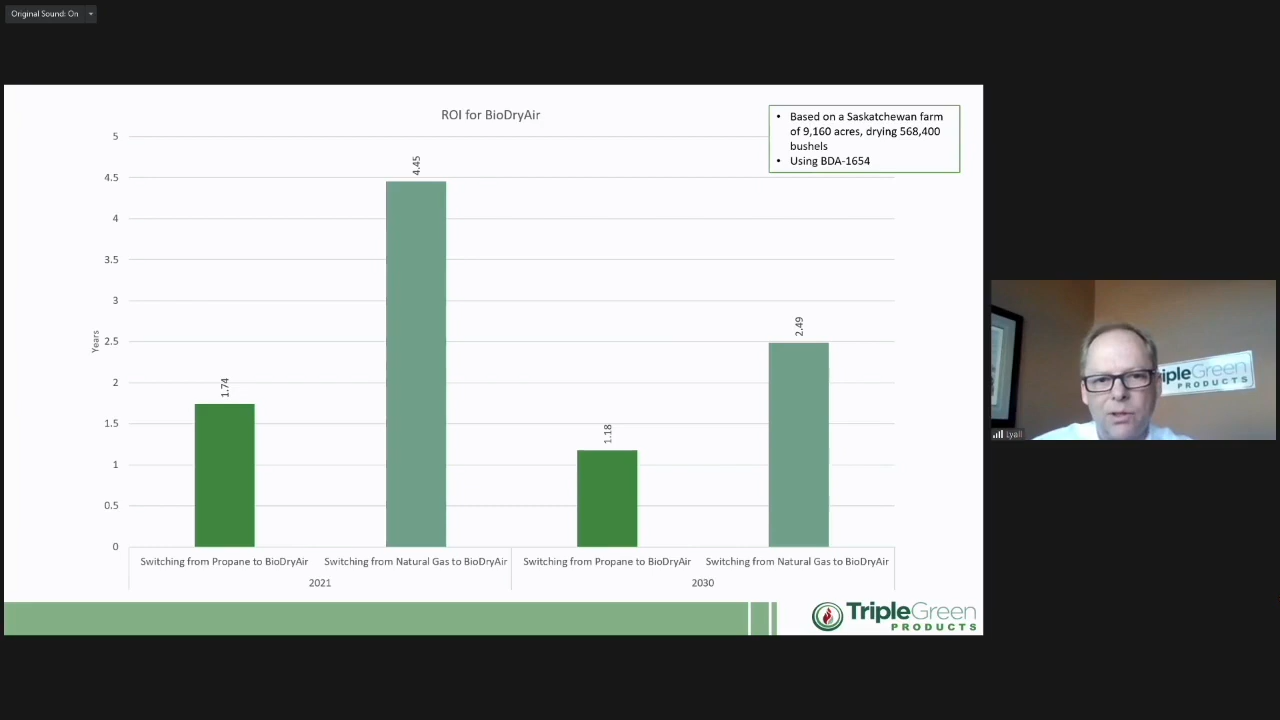 Original Sound: On
ROI for BioDryAir
• Based on a Saskatchewan farm
of 9,160 acres, drying 568,400
bushels
• Using BDA-1654
5
4.5
4
3.5
3
2.5
2
1.5
1
0.5
0
Years
1.74
4.45
1.18
2.49
Switching from Propane to BioDryAir
Switching from Natural Gas to BioDryAir
Switching from Propane to BioDryAir
Switching from Natural Gas to BioDryAir
2021
2030
TripleGreen
PRODUCTS
ipleGreen
PRODUCTS
Lyall